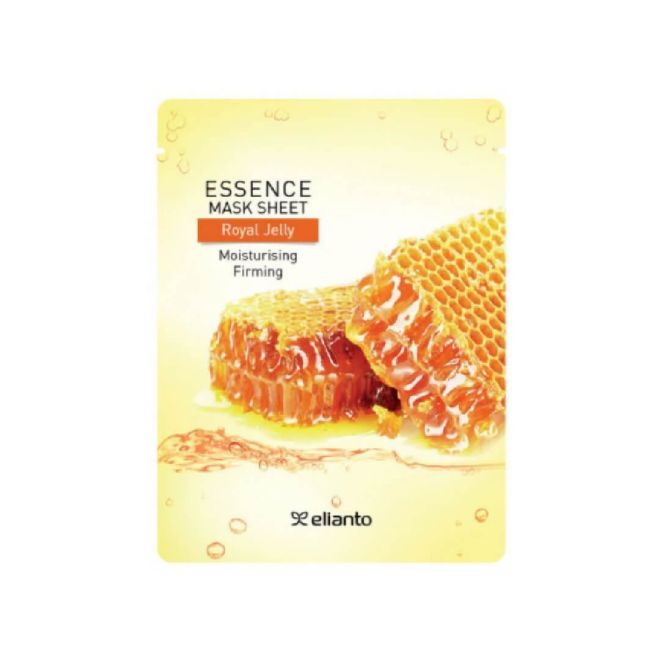 ESSENCE
MASK SHEET
Royal Jelly
Moisturising
Firming
elianto